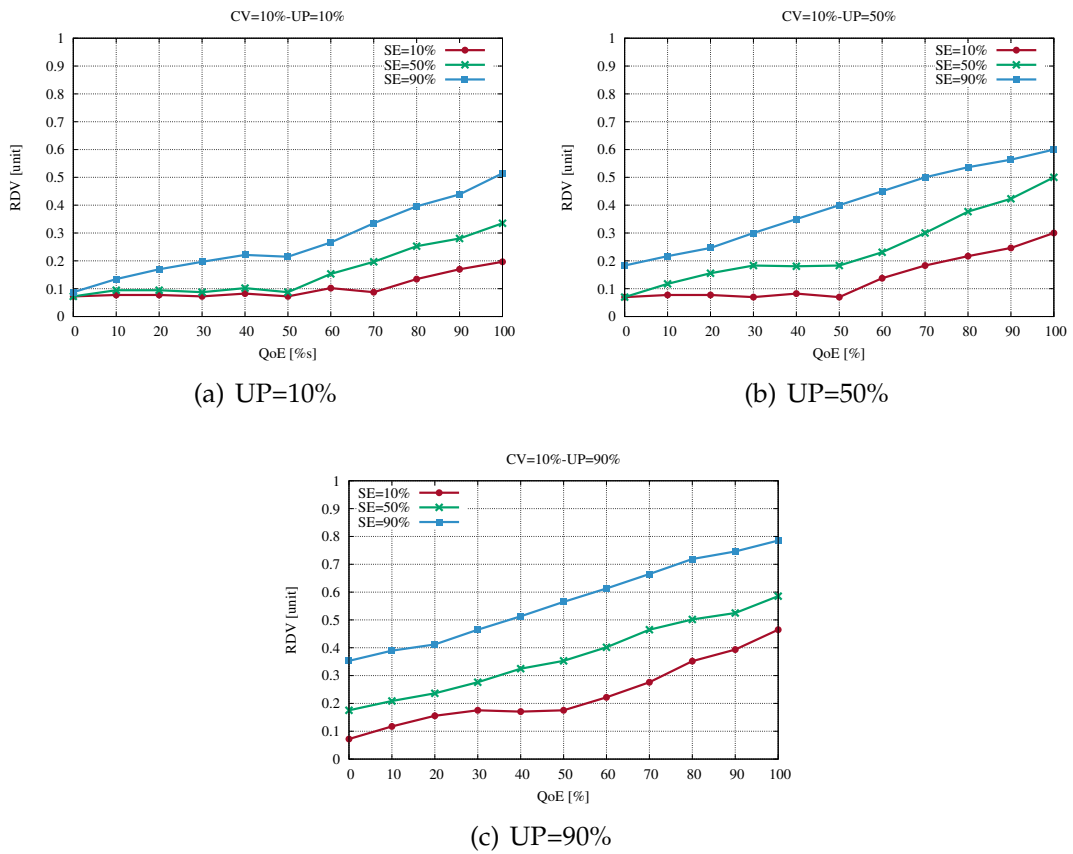 CV=10%-UP=10%
1
0.9
0.8
0.7
0.6
0.5
0.4
0.3
0.2
0.1
0
RDV [unit]
SE=10%
SE=50%
SE=90%
0 10 20 30 40 50 60 70 80 90 100
QoE [%s]
(a) UP=10%
CV=10%-UP=50%
1
0.9
0.8
0.7
0.6
0.5
0.4
0.3
0.2
0.1
0
RDV [unit]
SE=10%
SE=50%
SE=90%
0 10 20 30 40 50 60 70 80 90 100
QoE [%]
(b) UP=50%
CV=10%-UP=90%
1
0.9
0.8
0.7
0.6
0.5
0.4
0.3
0.2
0.1
0
RDV [unit]
SE=10%
SE=50%
SE=90%
0 10 20 30 40 50 60 70 80 90 100
QoE [%]
(c) UP=90%